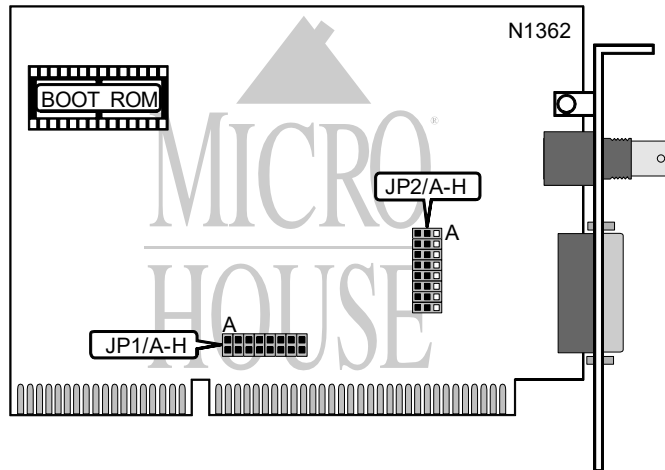 N1362
BOOT ROM
MICRO
HOUSE
®
JP2/A-H
A
A
JP1/A-H